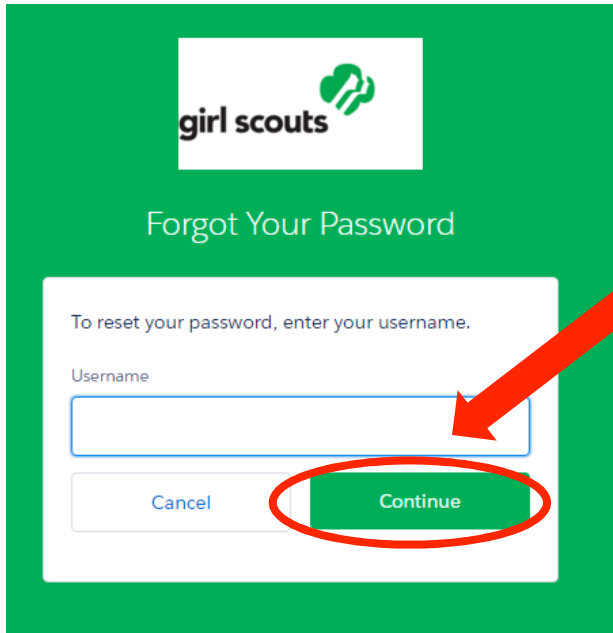 girl scouts
Forgot Your Password
To reset your password, enter your username.
Username
Cancel
Continue